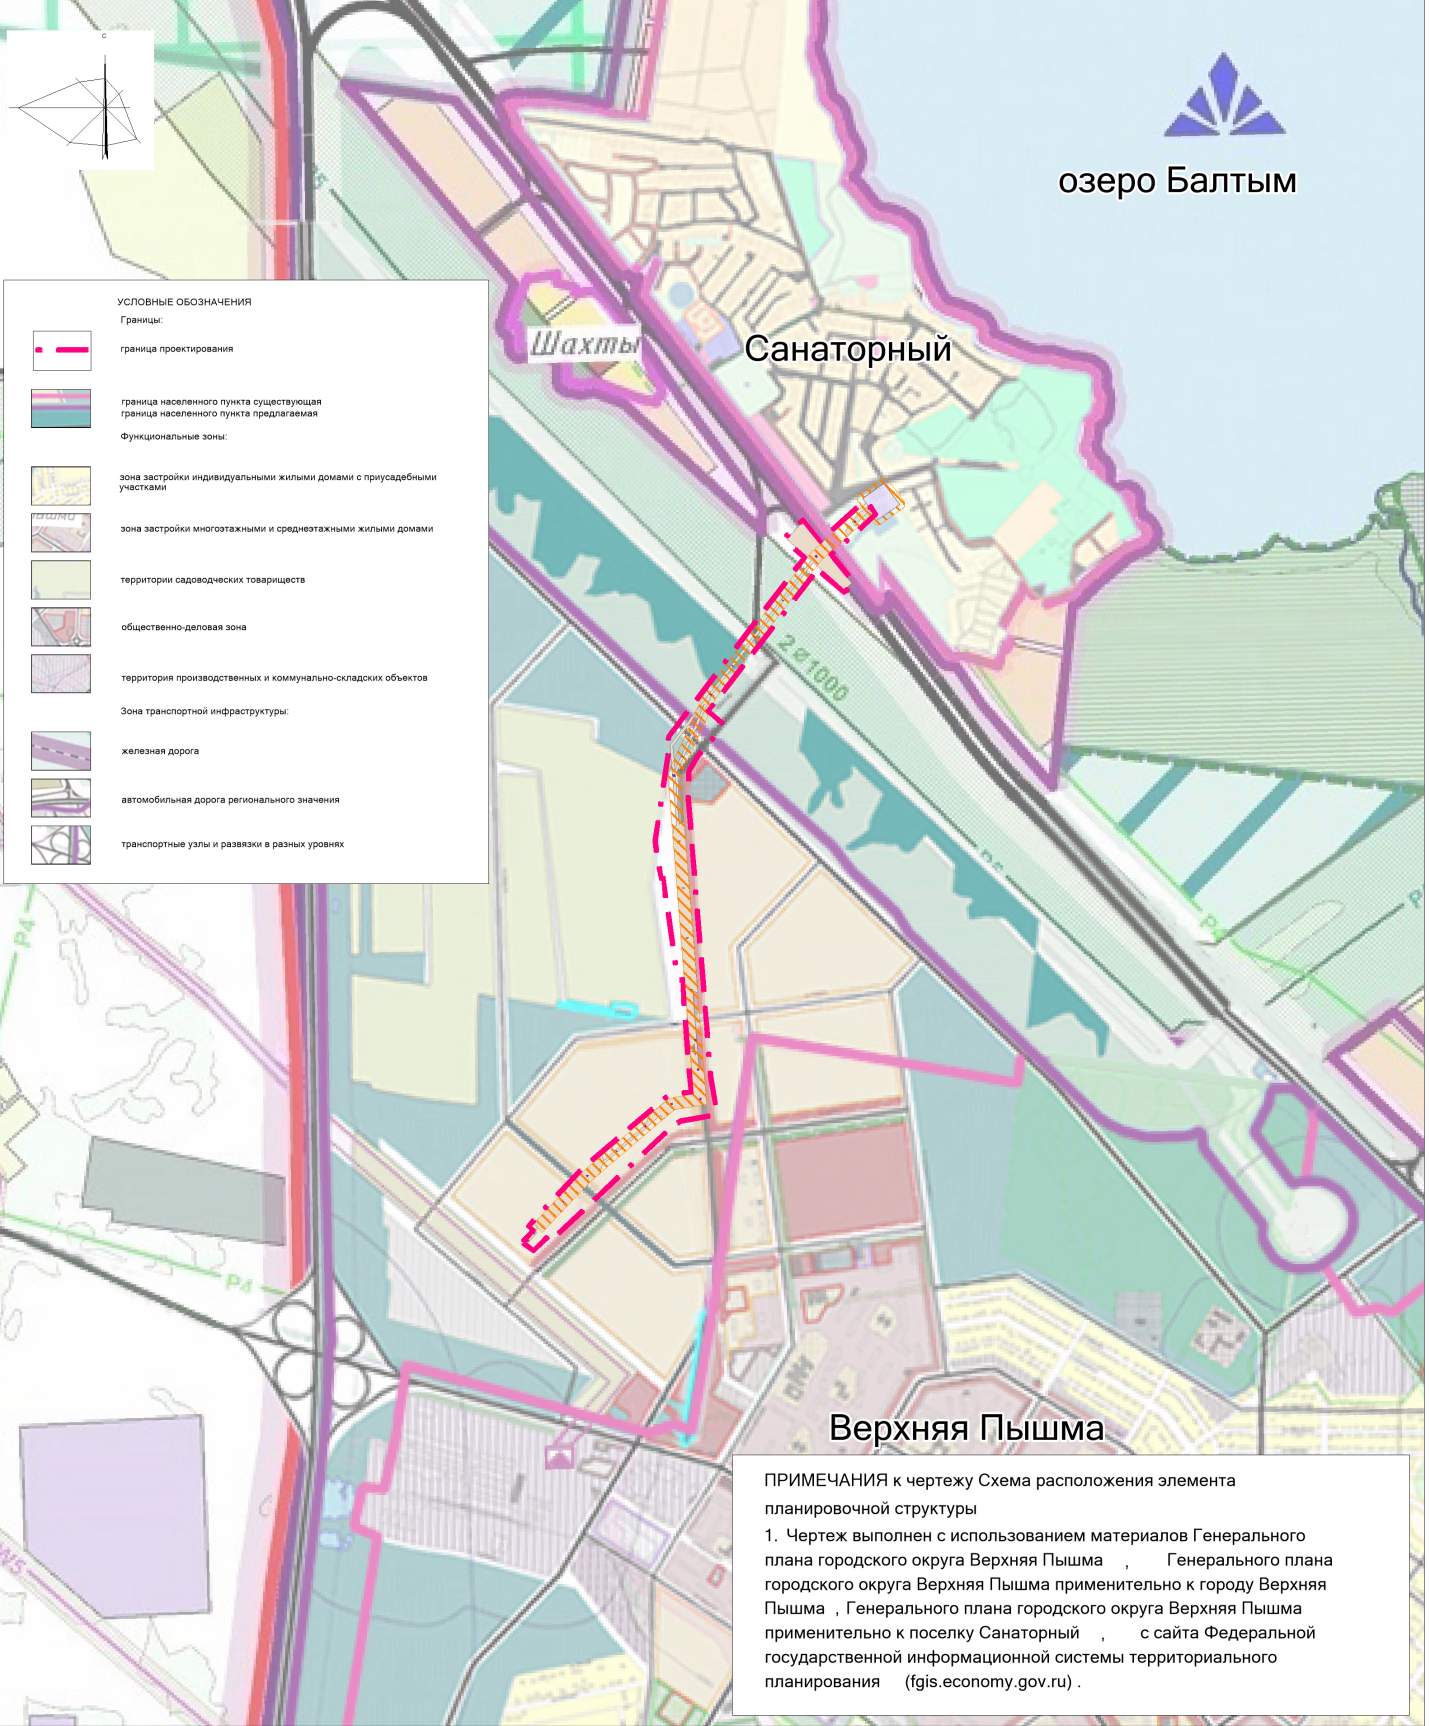 С
озеро Балтым
УСЛОВНЫЕ ОБОЗНАЧЕНИЯ
Границы:
граница проектирования
граница населенного пункта существующая
граница населенного пункта предлагаемая
Функциональные зоны:
зона застройки индивидуальными жилыми домами с приусадебными
участками
зона застройки многоэтажными и среднеэтажными жилыми домами
территории садоводческих товариществ
общественно-деловая зона
территория производственных и коммунально-складских объектов
Зона транспортной инфраструктуры:
железная дорога
автомобильная дорога регионального значения
транспортные узлы и развязки в разных уровнях
Шахты
Санаторный
2⌀1000
Р4
Р4
Верхняя Пышма
ПРИМЕЧАНИЯ к чертежу Схема расположения элемента
планировочной структуры
1. Чертеж выполнен с использованием материалов Генерального
плана городского округа Верхняя Пышма , Генерального плана
городского округа Верхняя Пышма применительно к городу Верхняя
Пышма , Генерального плана городского округа Верхняя Пышма
применительно к поселку Санаторный , с сайта Федеральной
государственной информационной системы территориального
планирования (fgis.economy.gov.ru) .